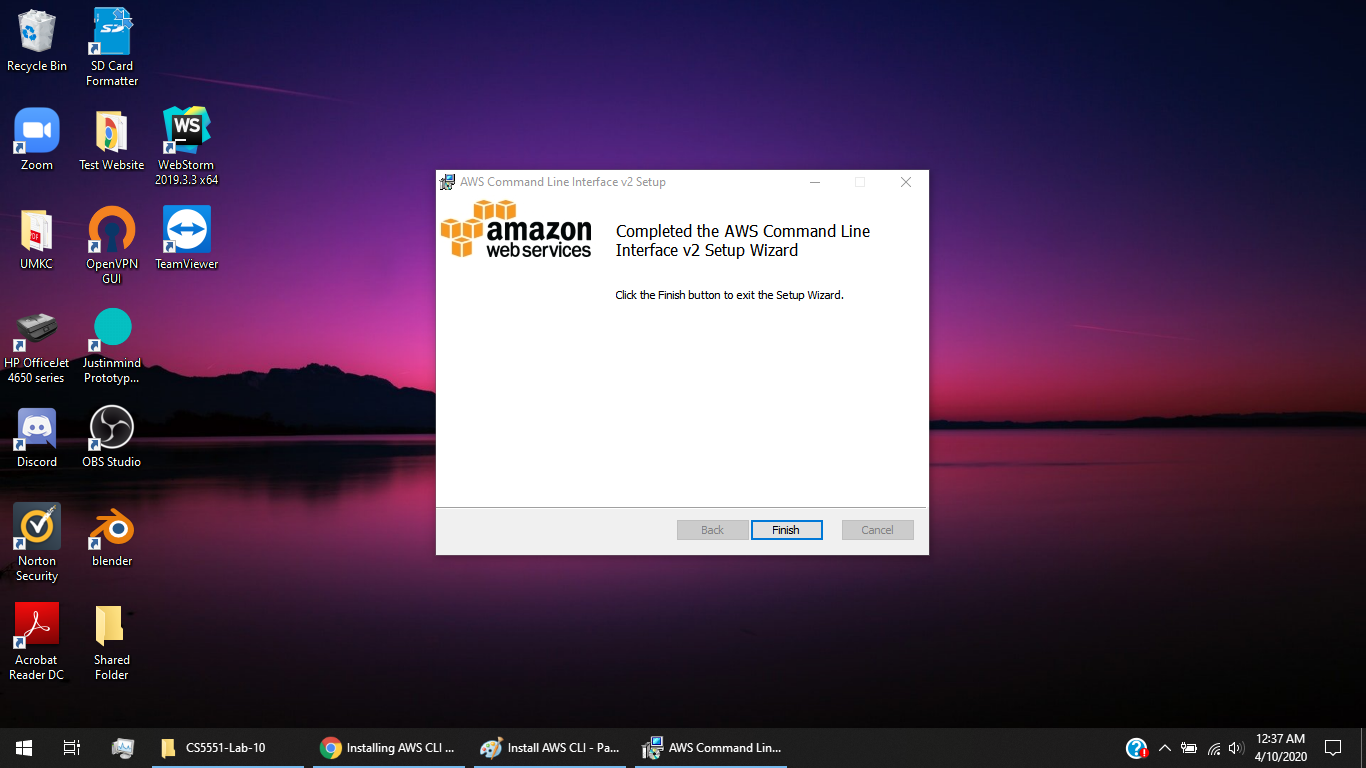 Recycle Bin
SD Card
Formatter
Zoom
Test Website
WS
WebStorm
2019.3.3 x64
UMKC
OpenVPN
GUI
TeamViewer
HP OfficeJet
4650 series
Justinmind
Prototyp...
Discord
OBS Studio
Norton
Security
blender
Acrobat
Reader DC
Shared
Folder
AWS Command Line Interface v2 Setup
amazon
webservices
Completed the AWS Command Line
Interface v2 Setup Wizard
Click the Finish button to exit the Setup Wizard.
Back
Finish
Cancel
CS5551-Lab-10
Installing AWS CLI ...
Install AWS CLI - Pa...
AWS Command Lin...
12:37 AM
4/10/2020